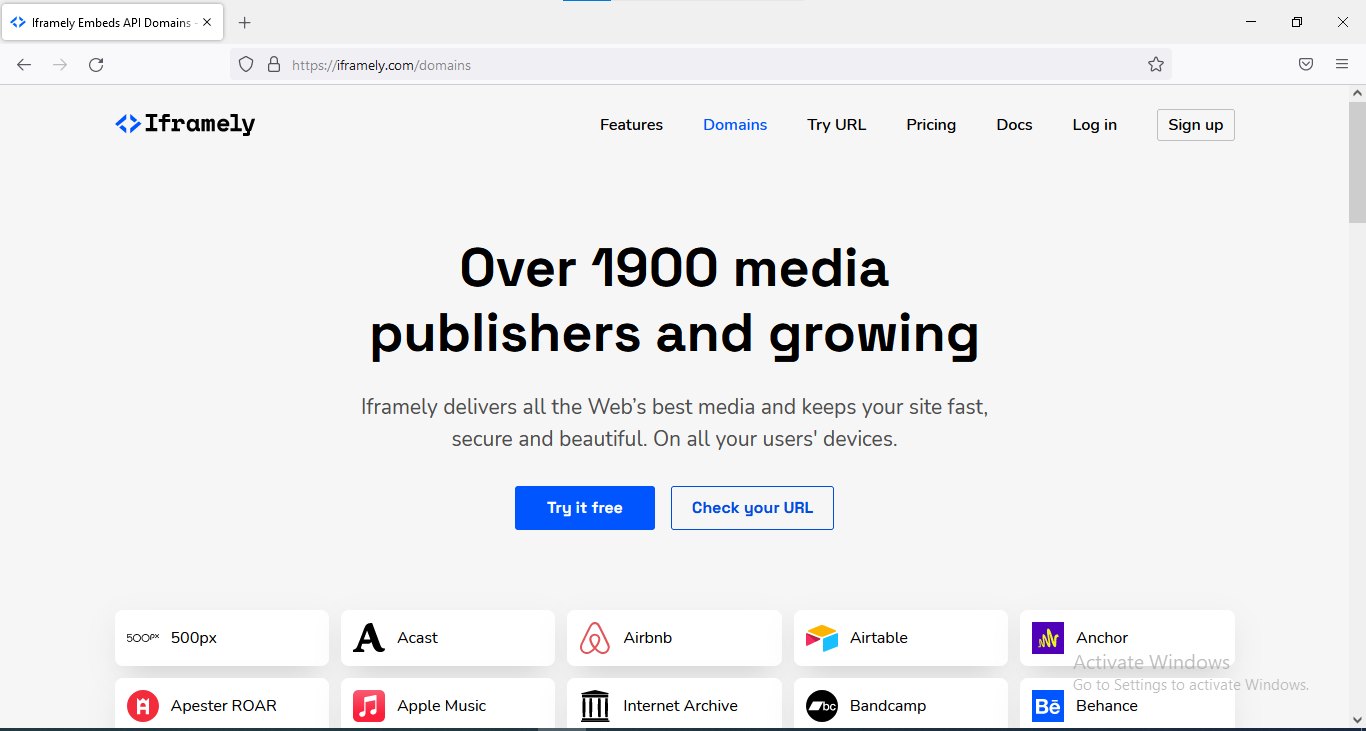 Iframely Embeds API Domains -
https://iframely.com/domains
Iframely
Features
Domains
Try URL
Pricing
Docs
Log in
Sign up
Over 1900 media
publishers and growing
Iframely delivers all the Web’s best media and keeps your site fast,
secure and beautiful. On all your users' devices.
Try it free
Check your URL
500px 500px
Acast
Airbnb
Airtable
Anchor
Activate Windows
Go to Settings to activate Windows.
Apester ROAR
Apple Music
Internet Archive
bc Bandcamp
Bē Behance